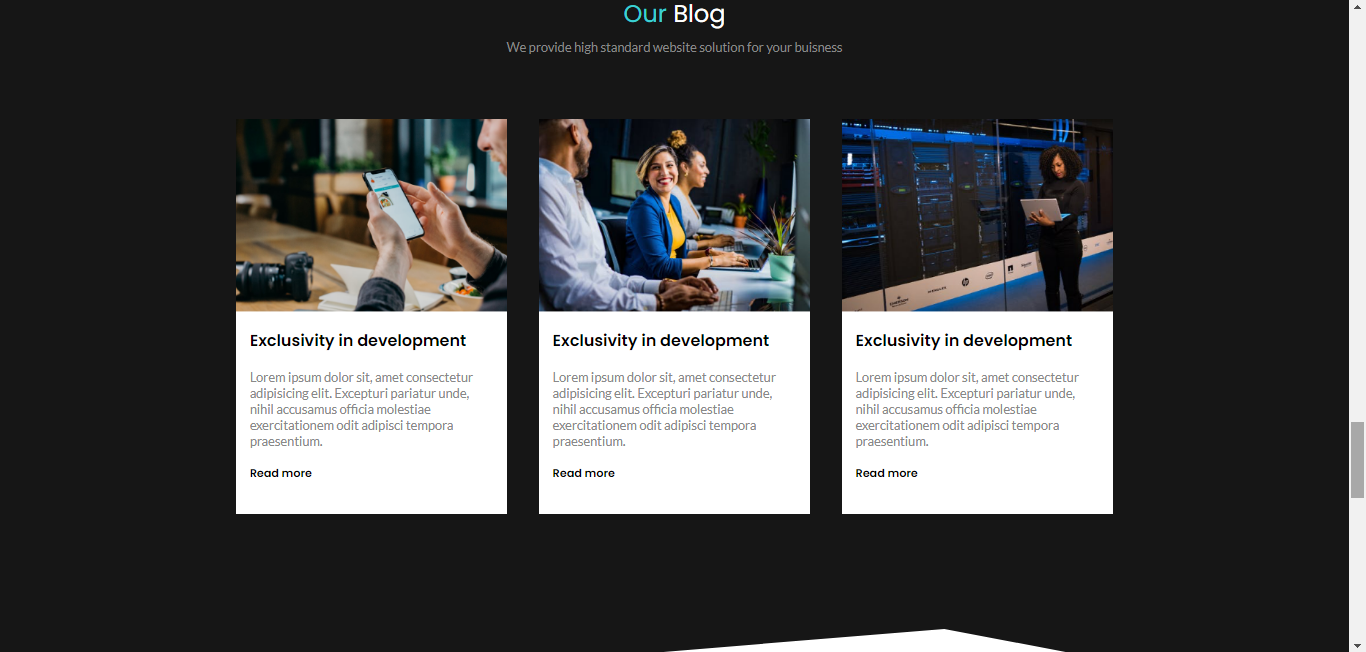 Our Blog
We provide high standard website solution for your buisness
Exclusivity in development
Lorem ipsum dolor sit, amet consectetur
adipisicing elit. Excepturi pariatur unde,
nihil accusamus officia molestiae
exercitationem odit adipisci tempora
praesentium.
Read more
Exclusivity in development
Lorem ipsum dolor sit, amet consectetur
adipisicing elit. Excepturi pariatur unde,
nihil accusamus officia molestiae
exercitationem odit adipisci tempora
praesentium.
Read more
Exclusivity in development
Lorem ipsum dolor sit, amet consectetur
adipisicing elit. Excepturi pariatur unde,
nihil accusamus officia molestiae
exercitationem odit adipisci tempora
praesentium.
Read more